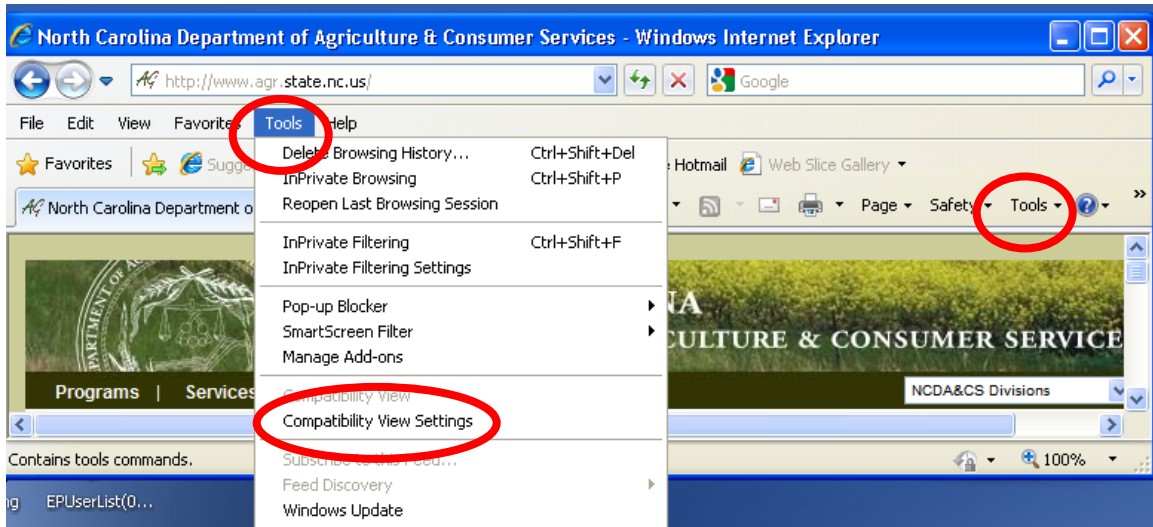 North Carolina Department of Agriculture & Consumer Services - Windows Internet Explorer
http://www.agr.state.nc.us/ Google
File Edit View Favorites Tools Help
Favorites Sugge Hotmail Web Slice Gallery
North Carolina Department o Page Safety Tools »
Delete Browsing History... Ctrl+Shift+Del
InPrivate Browsing Ctrl+Shift+P
Reopen Last Browsing Session
InPrivate Filtering Ctrl+Shift+F
InPrivate Filtering Settings
Pop-up Blocker
SmartScreen Filter
Manage Add-ons
Compatibility View
Compatibility View Settings
Subscribe to this Feed...
Feed Discovery
Windows Update
NA
CULTURE & CONSUMER SERVICE
Programs | Services
NCDA&CS Divisions
Contains tools commands. 100%
ng EPUserList(0...